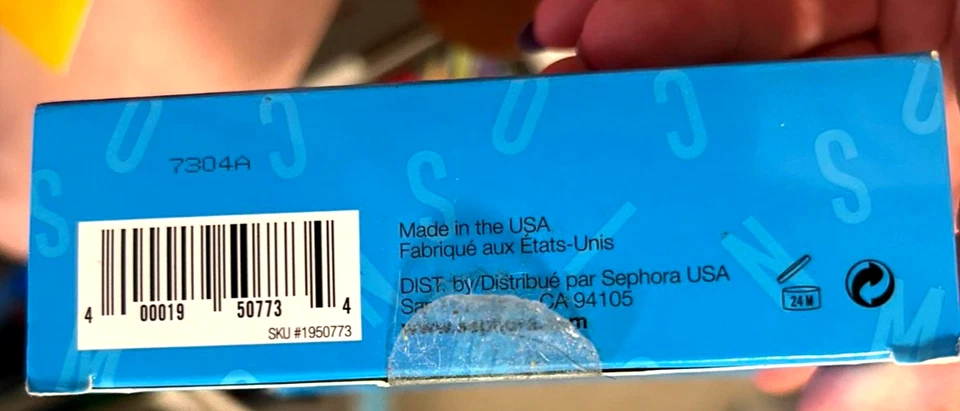 7304A
4 00019 50773 4
SKU #1950773
Made in the USA
Fabriqué aux États-Unis
DIST. by/Distribué par Sephora USA
CA 94105
24 M